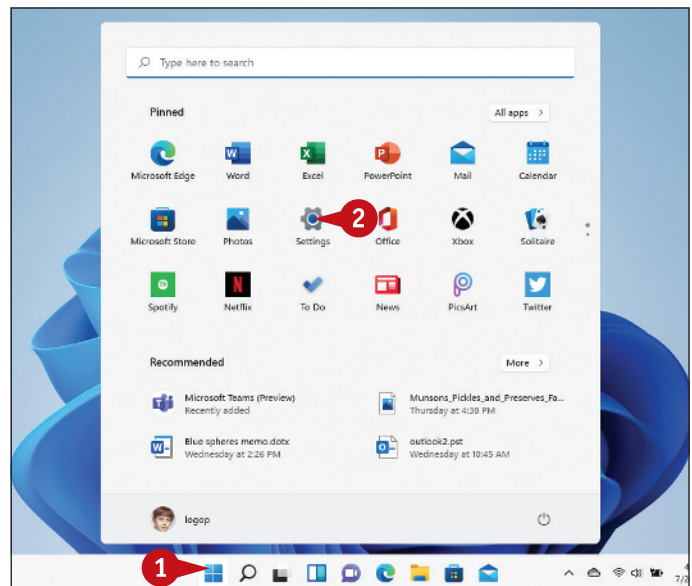 Type here to search
Pinned
All apps >
Microsoft Edge Word Excel PowerPoint Mail Calendar
Microsoft Store Photos Settings Office Xbox Solitaire
2
Spotify Netflix To Do News PicsArt Twitter
Recommended
More >
Microsoft Teams (Preview)
Recently added
Munsons_Pickles_and_Preserves_Fa...
Thursday at 4:38 PM
Blue spheres memo.dotx
Wednesday at 2:26 PM
outlook2.pst
Wednesday at 10:45 AM
logop
1